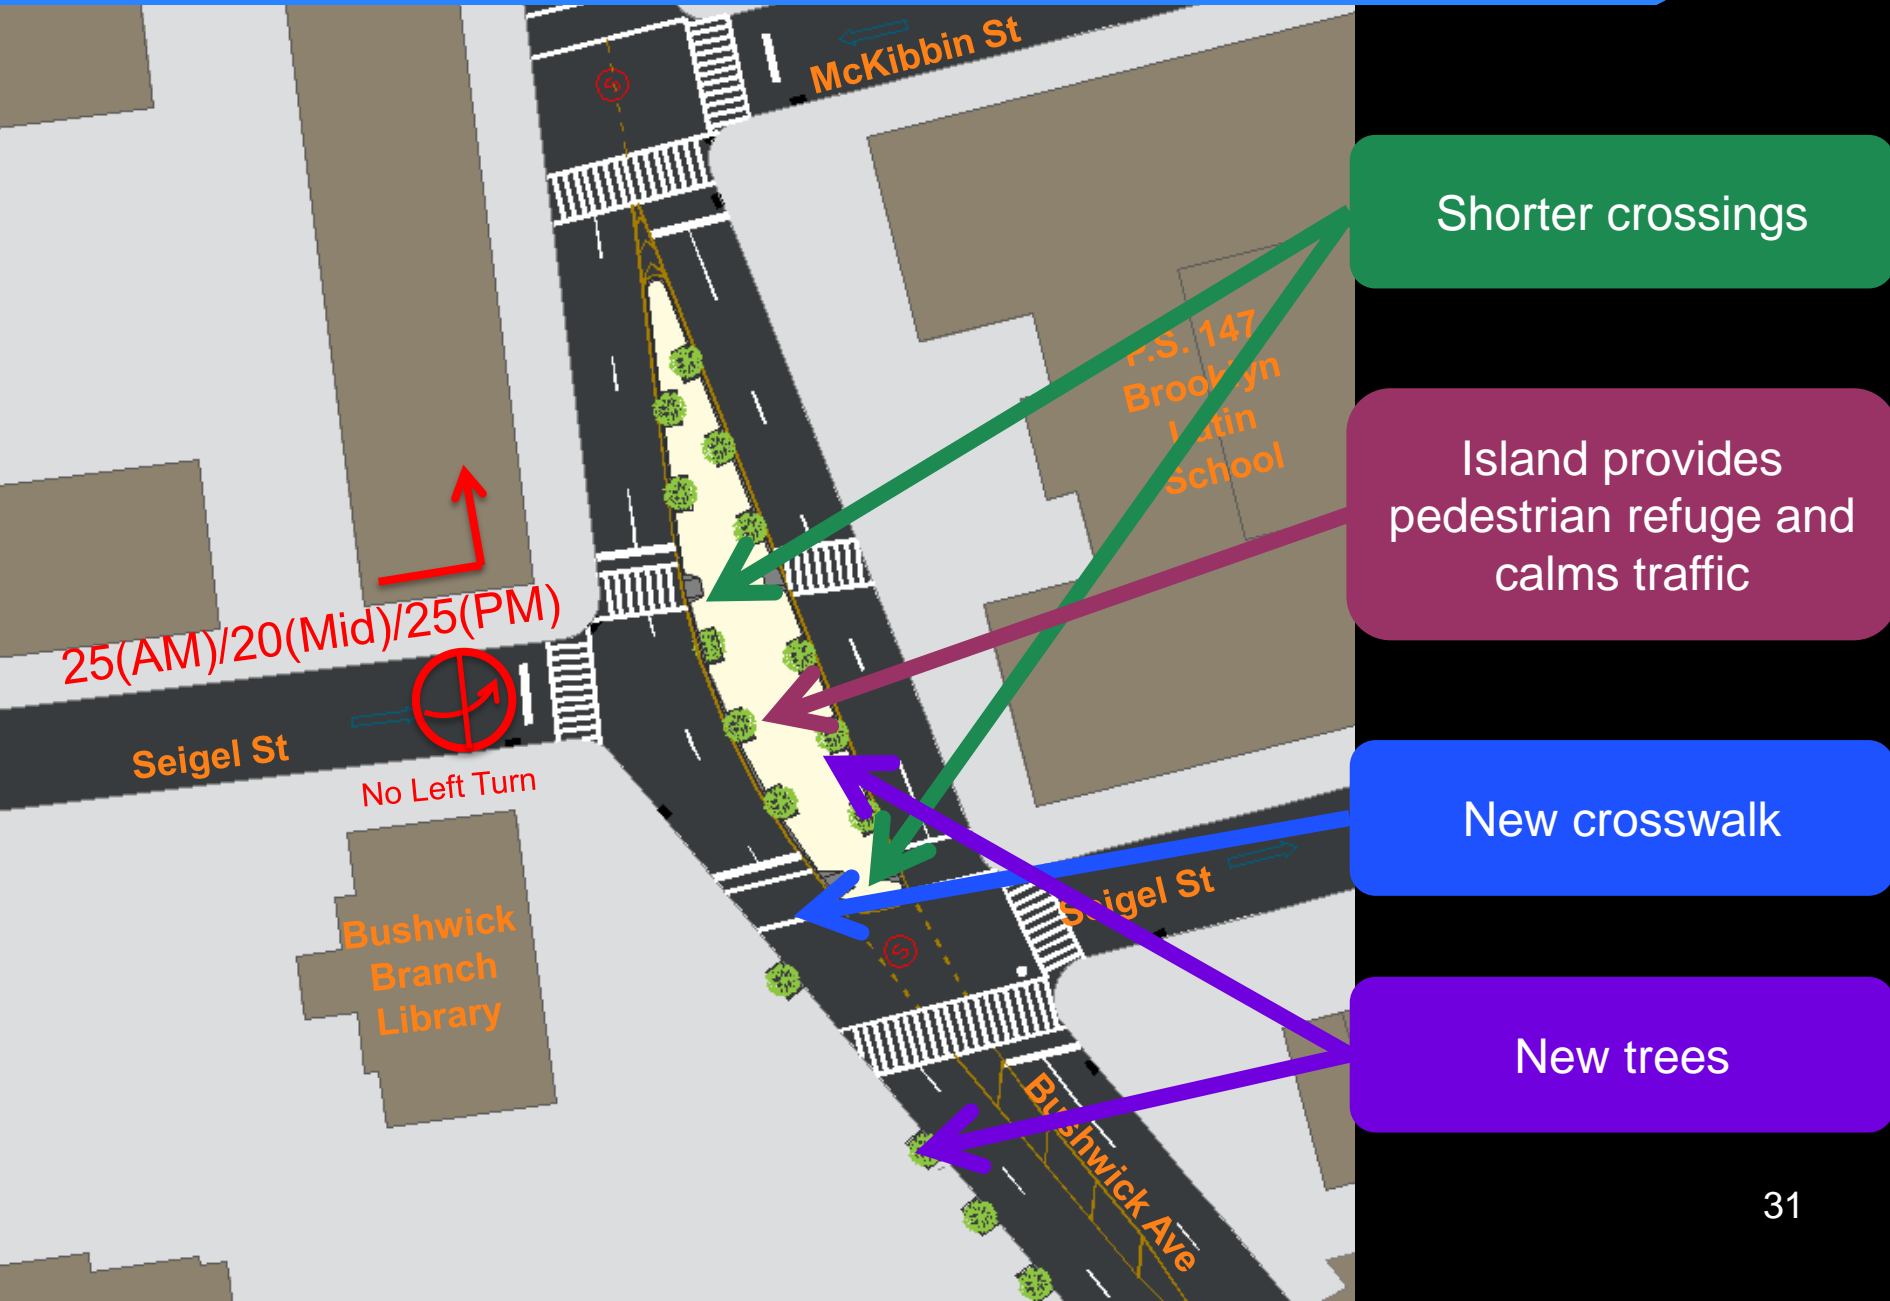 McKibbin St
Shorter crossings
P.S. 147
Brooklyn
Latin
School
Island provides
pedestrian refuge and
calms traffic
25(AM)/20(Mid)/25(PM)
Seigel St
No Left Turn
New crosswalk
Seigel St
Bushwick
Branch
Library
New trees
Bushwick Ave
31